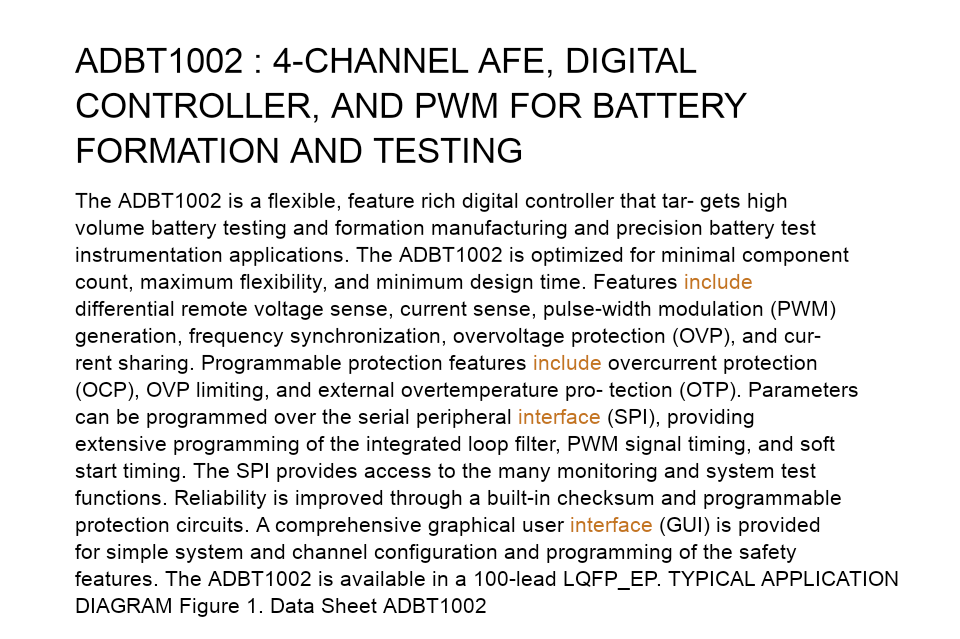 ADBT1002 : 4-CHANNEL AFE, DIGITAL
CONTROLLER, AND PWM FOR BATTERY
FORMATION AND TESTING
The ADBT1002 is a flexible, feature rich digital controller that tar- gets high
volume battery testing and formation manufacturing and precision battery test
instrumentation applications. The ADBT1002 is optimized for minimal component
count, maximum flexibility, and minimum design time. Features include
differential remote voltage sense, current sense, pulse-width modulation (PWM)
generation, frequency synchronization, overvoltage protection (OVP), and cur-
rent sharing. Programmable protection features include overcurrent protection
(OCP), OVP limiting, and external overtemperature pro- tection (OTP). Parameters
can be programmed over the serial peripheral interface (SPI), providing
extensive programming of the integrated loop filter, PWM signal timing, and soft
start timing. The SPI provides access to the many monitoring and system test
functions. Reliability is improved through a built-in checksum and programmable
protection circuits. A comprehensive graphical user interface (GUI) is provided
for simple system and channel configuration and programming of the safety
features. The ADBT1002 is available in a 100-lead LQFP_EP. TYPICAL APPLICATION
DIAGRAM Figure 1. Data Sheet ADBT1002